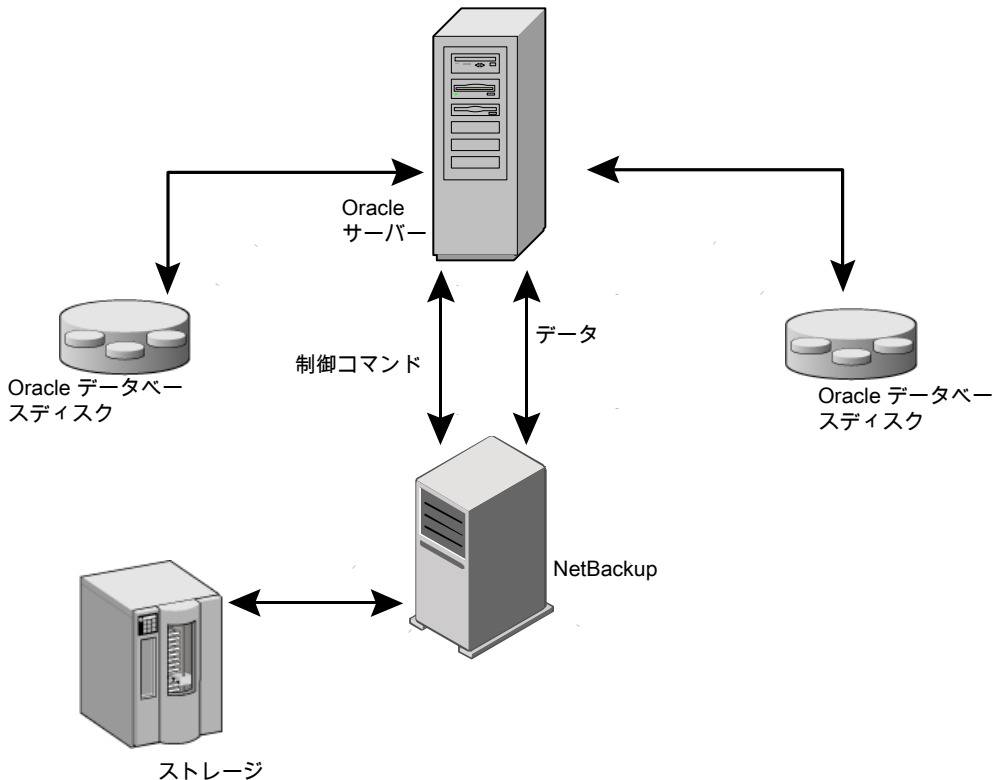 Oracle
サーバー
制御コマンド
データ
Oracle データベー
スディスク
Oracle データベー
スディスク
NetBackup
ストレージ